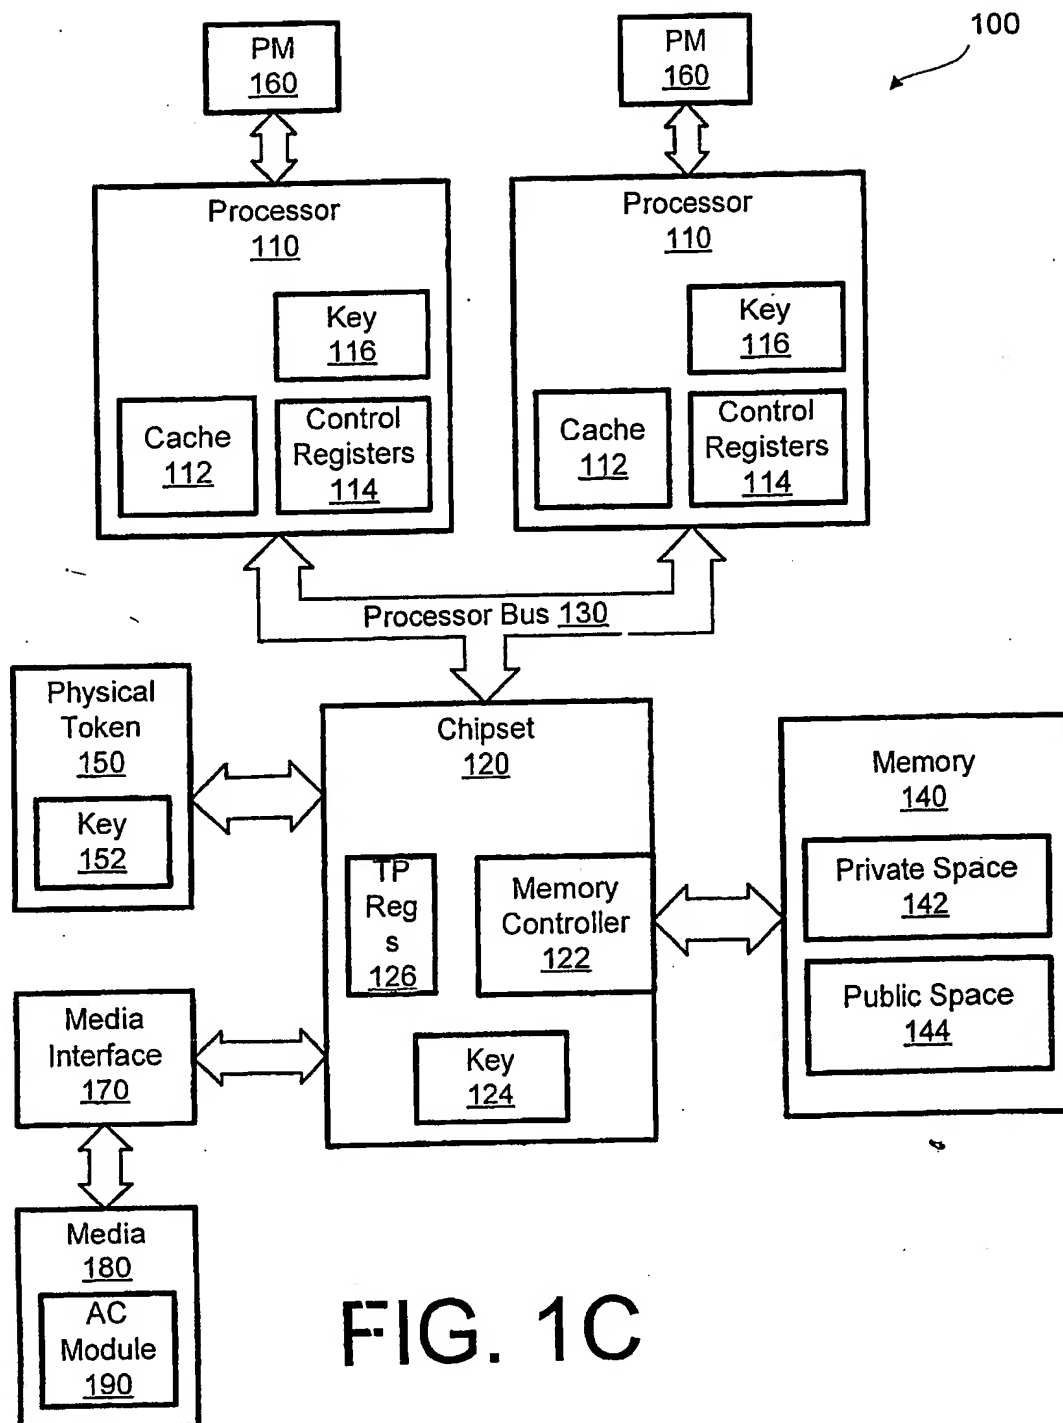 100
PM
160
PM
160
Processor
110
Key
116
Cache
112
Control
Registers
114
Processor
110
Key
116
Cache
112
Control
Registers
114
Processor Bus 130
Physical
Token
150
Key
152
Chipset
120
TP
Reg
s
126
Memory
Controller
122
Key
124
Memory
140
Private Space
142
Public Space
144
Media
Interface
170
Media
180
AC
Module
190
FIG. 1C